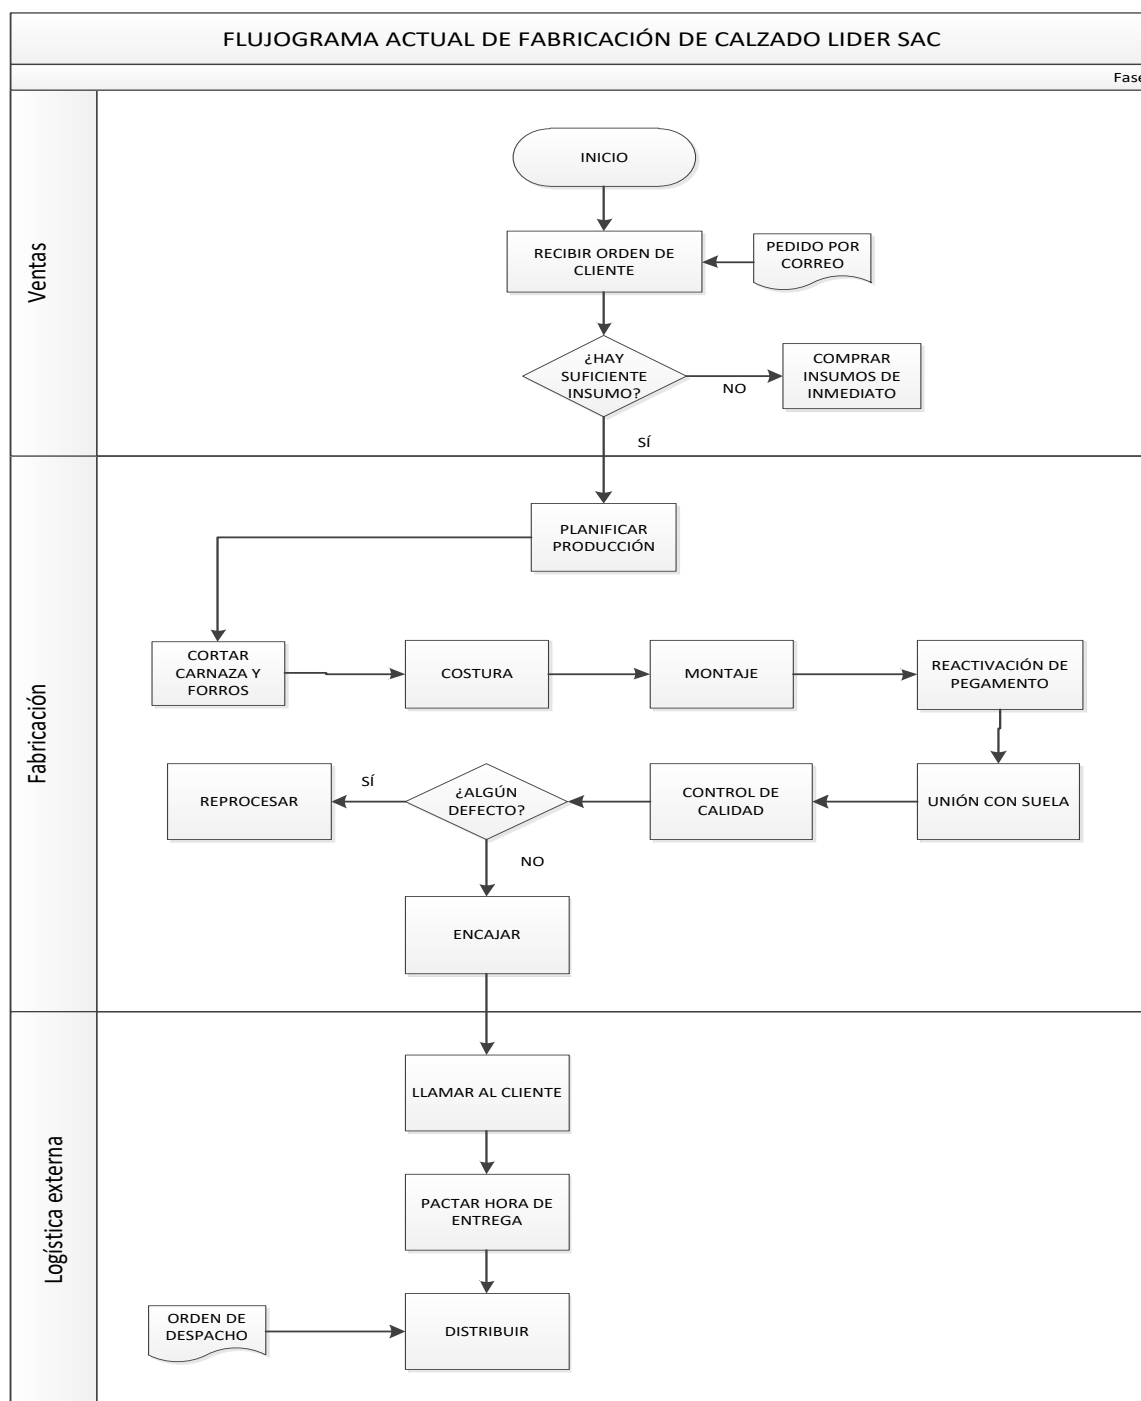 FLUJOGRAMA ACTUAL DE FABRICACIÓN DE CALZADO LIDER SAC
Fase
Ventas
INICIO
RECIBIR ORDEN DE
CLIENTE
PEDIDO POR
CORREO
¿HAY
SUFICIENTE
INSUMO?
NO
COMPRAR
INSUMOS DE
INMEDIATO
SÍ
Fabricación
PLANIFICAR
PRODUCCIÓN
CORTAR
CARNAZA Y
FORROS
COSTURA
MONTAJE
REACTIVACIÓN DE
PEGAMENTO
REPROCESAR
SÍ
¿ALGÚN
DEFECTO?
CONTROL DE
CALIDAD
UNIÓN CON SUELA
NO
ENCAJAR
Logística externa
LLAMAR AL CLIENTE
PACTAR HORA DE
ENTREGA
ORDEN DE
DESPACHO
DISTRIBUIR